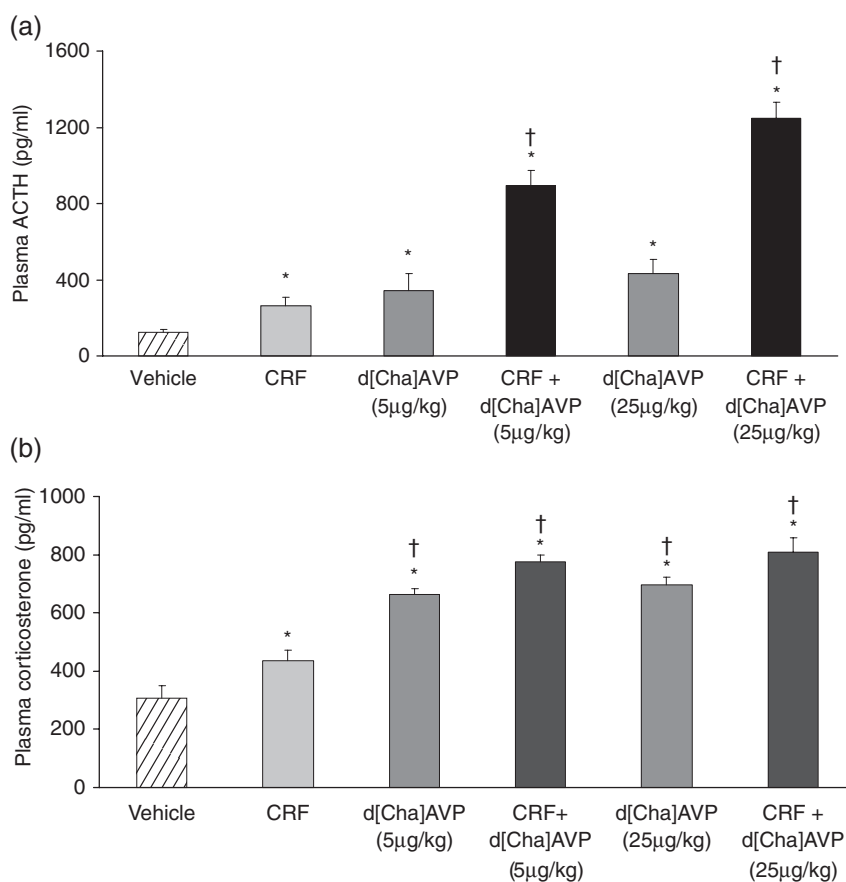 (a)
1600
1200
800
400
0
Plasma ACTH (pg/ml)
*
*
†
*
*
†
*
Vehicle
CRF
d[Cha]AVP
(5µg/kg)
CRF +
d[Cha]AVP
(5µg/kg)
d[Cha]AVP
(25µg/kg)
CRF +
d[Cha]AVP
(25µg/kg)
(b)
1000
800
600
400
200
0
Plasma corticosterone (pg/ml)
*
†
*
†
*
†
*
†
*
Vehicle
CRF
d[Cha]AVP
(5µg/kg)
CRF+
d[Cha]AVP
(5µg/kg)
d[Cha]AVP
(25µg/kg)
CRF +
d[Cha]AVP
(25µg/kg)